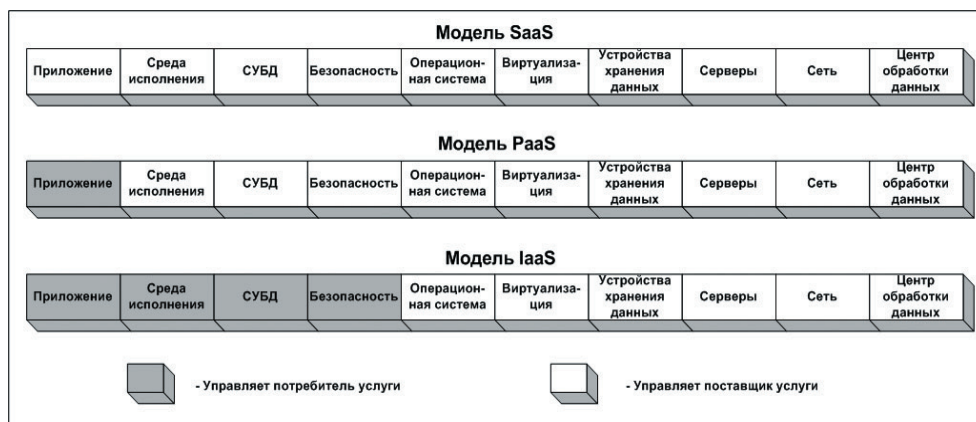 Модель SaaS
Приложение
Среда
исполнения
СУБД
Безопасность
Операцион-
ная система
Виртуализа-
ция
Устройства
хранения
данных
Серверы
Сеть
Центр
обработки
данных
Модель PaaS
Приложение
Среда
исполнения
СУБД
Безопасность
Операцион-
ная система
Виртуализа-
ция
Устройства
хранения
данных
Серверы
Сеть
Центр
обработки
данных
Модель IaaS
Приложение
Среда
исполнения
СУБД
Безопасность
Операцион-
ная система
Виртуализа-
ция
Устройства
хранения
данных
Серверы
Сеть
Центр
обработки
данных
- Управляет потребитель услуги
- Управляет поставщик услуги